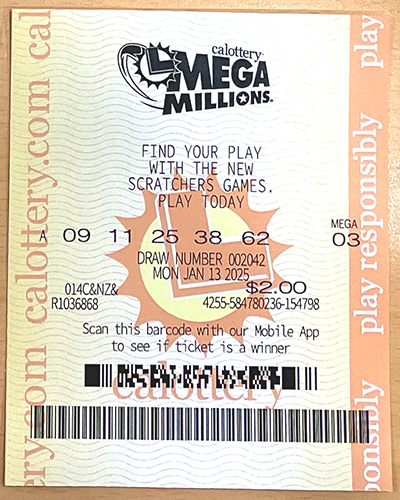 calottery
MEGA
MILLIONS®
FIND YOUR PLAY
WITH THE NEW
SCRATCHERS GAMES.
PLAY TODAY
MEGA
A 09 11 25 38 62 03
DRAW NUMBER 002042
MON JAN 13 2025
014C&NZ& $2.00
R1036868 4255-584780236-154798
Scan this barcode with our Mobile App
to see if ticket is a winner
calottery
ery.com calottery.com cal
play responsibly play
onsibly